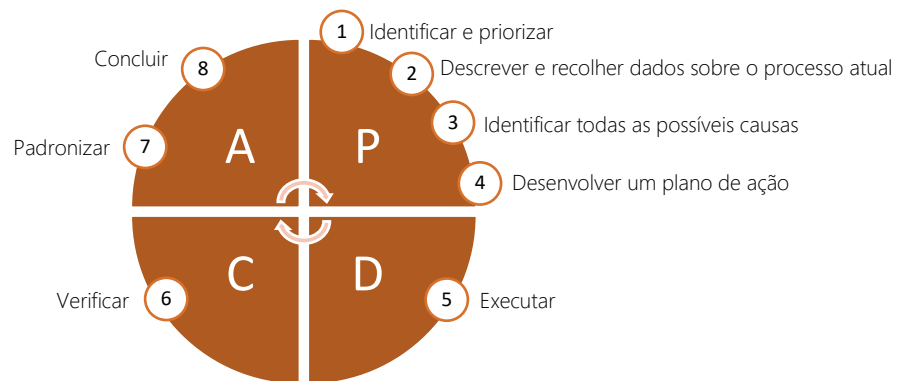 1 Identificar e priorizar
2 Descrever e recolher dados sobre o processo atual
3 Identificar todas as possíveis causas
4 Desenvolver um plano de ação
5 Executar
6 Verificar
7 Padronizar
8 Concluir
A P
C D